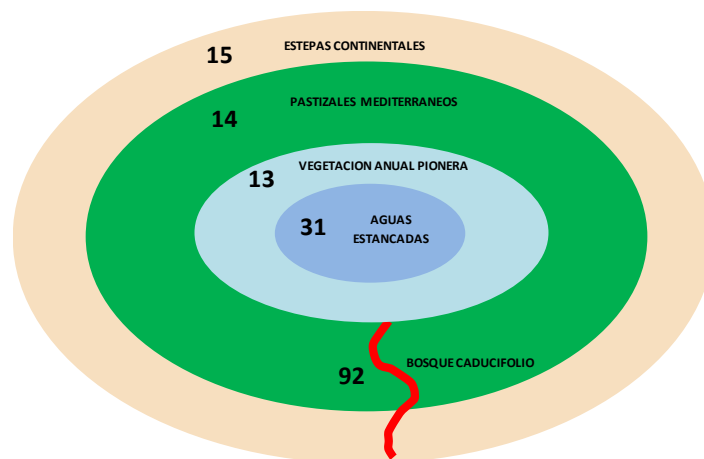 15 ESTEPAS CONTINENTALES
14 PASTIZALES MEDITERRANEOS
13 VEGETACION ANUAL PIONERA
31 AGUAS
ESTANCADAS
92 BOSQUE CADUCIFOLIO